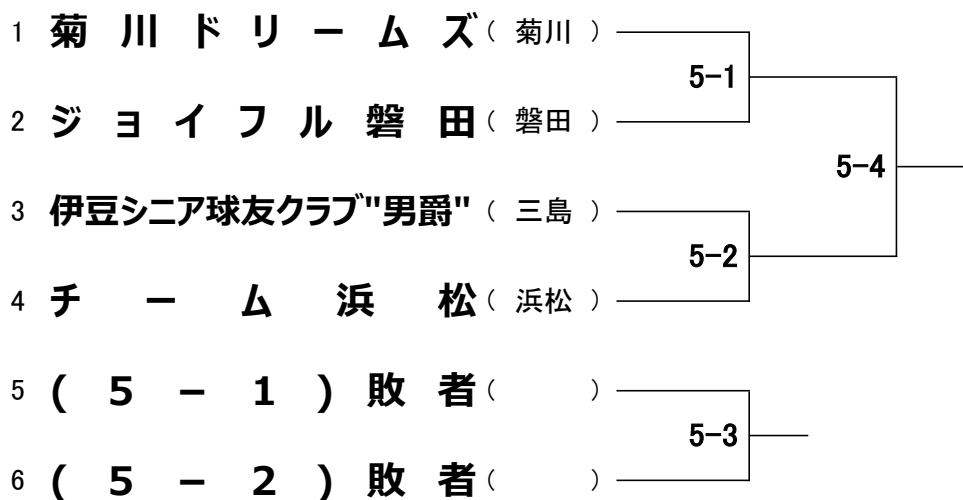 1 菊川ドリームズ（ 菊川 ）
5-1
2 ジョイフル磐田（ 磐田 ）
5-4
3 伊豆シニア球友クラブ"男爵"（ 三島 ）
5-2
4 チーム浜松（ 浜松 ）
5 (5-1)敗者（ ）
5-3
6 (5-2)敗者（ ）